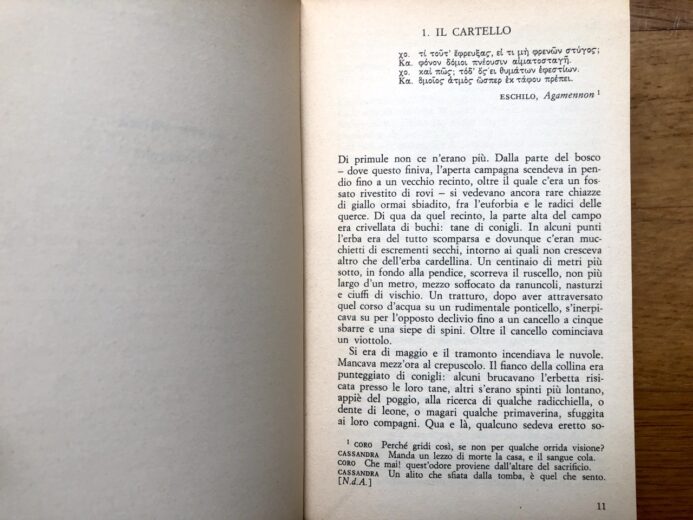 1. IL CARTELLO
χο. τί τοῦτ' ἔφρευξας, εἴ τι μὴ φρενῶν στύγος;
Κα. φόνον δόμοι πνέουσιν αἱματοσταγῆ.
χο. καὶ πῶς; τόδ' ὄζει θυμάτων ἐφεστίων.
Κα. ὅμοιος ἀτμὸς ὥσπερ ἐκ τάφου πρέπει.
ESCHILO, Agamennon ¹
Di primule non ce n'erano più. Dalla parte del bosco
– dove questo finiva, l'aperta campagna scendeva in pen-
dio fino a un vecchio recinto, oltre il quale c'era un fos-
sato rivestito di rovi – si vedevano ancora rare chiazze
di giallo ormai sbiadito, fra l'euforbia e le radici delle
querce. Di qua da quel recinto, la parte alta del campo
era crivellata di buchi: tane di conigli. In alcuni punti
l'erba era del tutto scomparsa e dovunque c'eran muc-
chietti di escrementi secchi, intorno ai quali non cresceva
altro che dell'erba cardellina. Un centinaio di metri più
sotto, in fondo alla pendice, scorreva il ruscello, non più
largo d'un metro, mezzo soffocato da ranuncoli, nasturzi
e ciuffi di vischio. Un tratturo, dopo aver attraversato
quel corso d'acqua su un rudimentale ponticello, s'inerpi-
cava su per l'opposto declivio fino a un cancello a cinque
sbarre e una siepe di spini. Oltre il cancello cominciava
un viottolo.
Si era di maggio e il tramonto incendiava le nuvole.
Mancava mezz'ora al crepuscolo. Il fianco della collina era
punteggiato di conigli: alcuni brucavano l'erbetta risi-
cata presso le loro tane, altri s'erano spinti più lontano,
appiè del poggio, alla ricerca di qualche radicchiella, o
dente di leone, o magari qualche primaverina, sfuggita
ai loro compagni. Qua e là, qualcuno sedeva eretto so-
¹ CORO Perché gridi così, se non per qualche orrida visione?
CASSANDRA Manda un lezzo di morte la casa, e il sangue cola.
CORO Che mai! quest'odore proviene dall'altare del sacrificio.
CASSANDRA Un alito che sfiata dalla tomba, è quel che sento.
[N.d.A.]
11